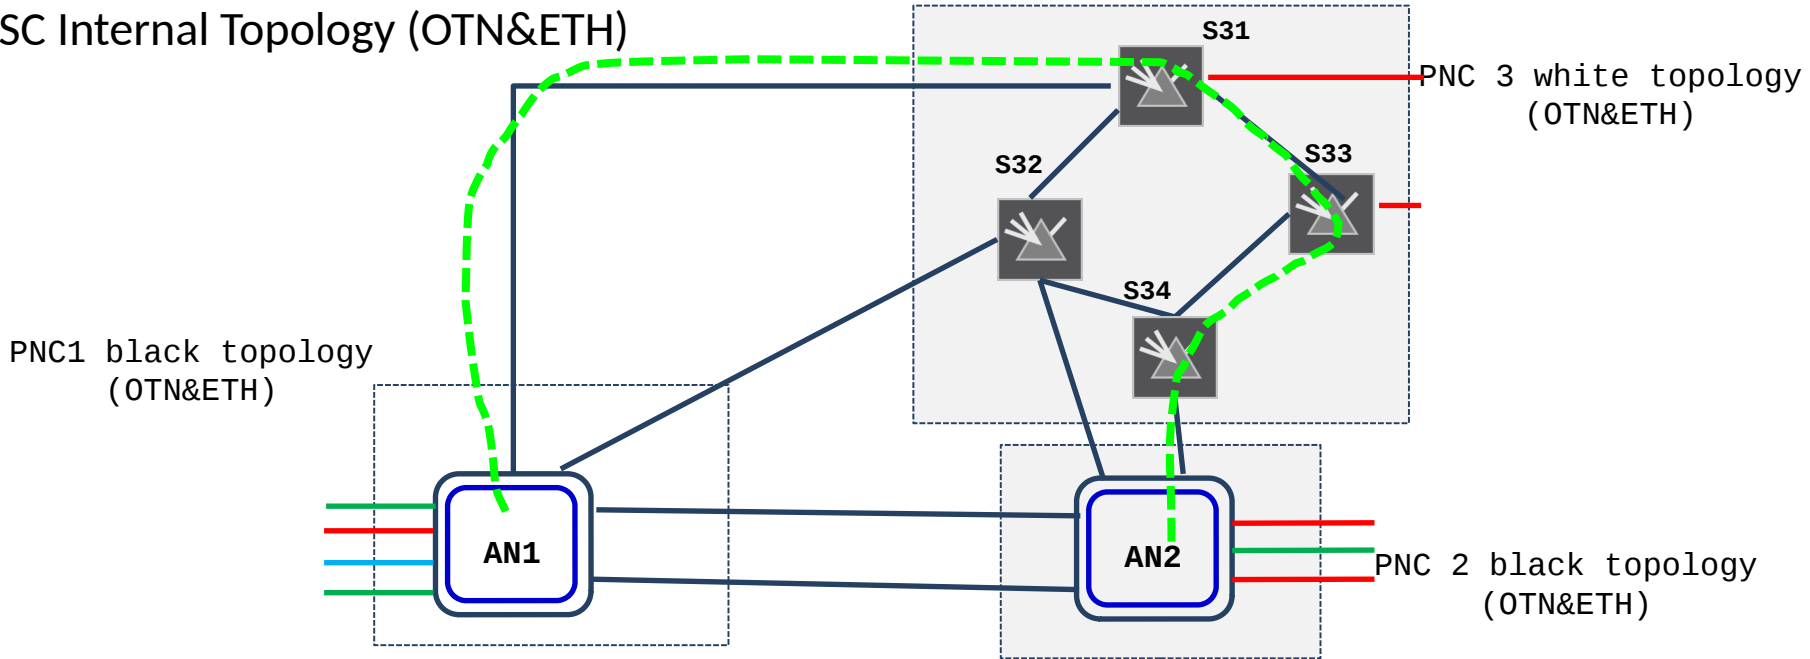 SC Internal Topology (OTN&ETH)
S31
PNC 3 white topology
(OTN&ETH)
S32
S33
S34
PNC1 black topology
(OTN&ETH)
AN1
AN2
PNC 2 black topology
(OTN&ETH)